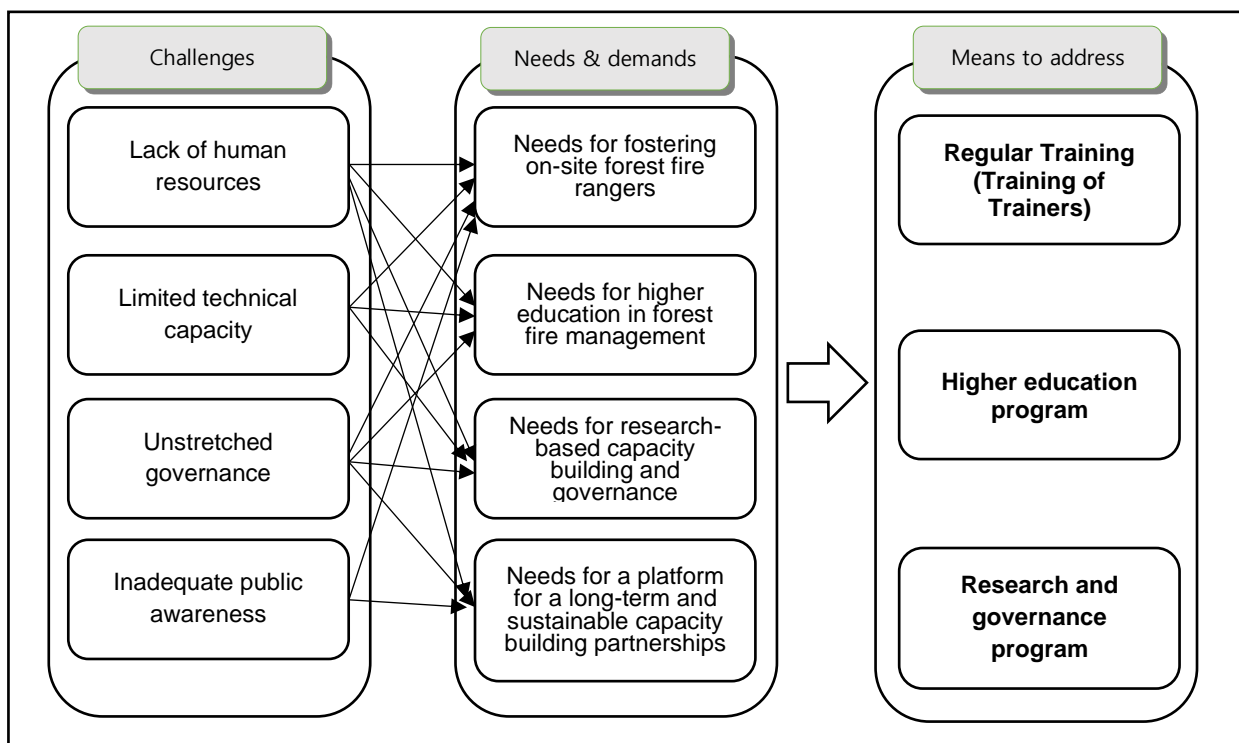 Challenges
Lack of human
resources
Limited technical
capacity
Unstretched
governance
Inadequate public
awareness
Needs & demands
Needs for fostering
on-site forest fire
rangers
Needs for higher
education in forest
fire management
Needs for research-
based capacity
building and
governance
Needs for a platform
for a long-term and
sustainable capacity
building partnerships
Means to address
Regular Training
(Training of
Trainers)
Higher education
program
Research and
governance
program